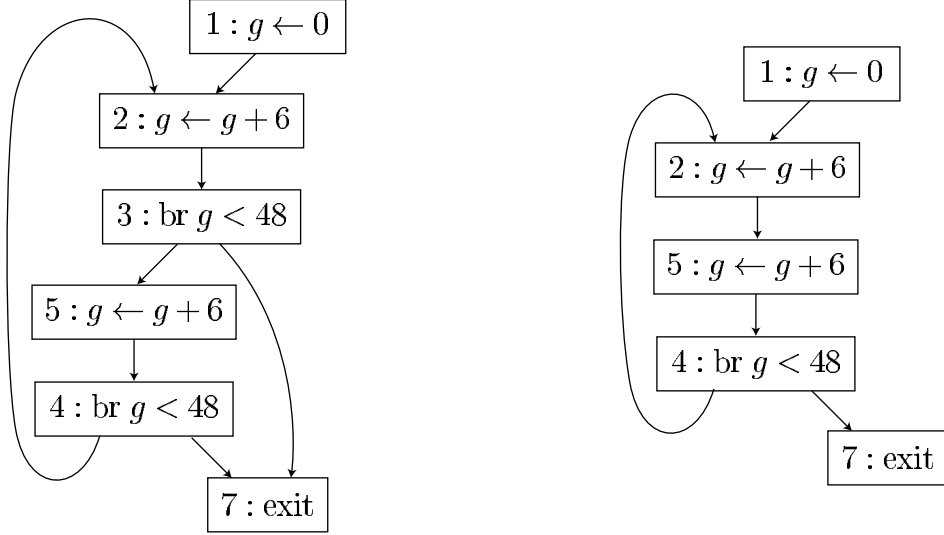 1 : g ← 0
2 : g ← g + 6
3 : br g < 48
5 : g ← g + 6
4 : br g < 48
7 : exit
1 : g ← 0
2 : g ← g + 6
5 : g ← g + 6
4 : br g < 48
7 : exit